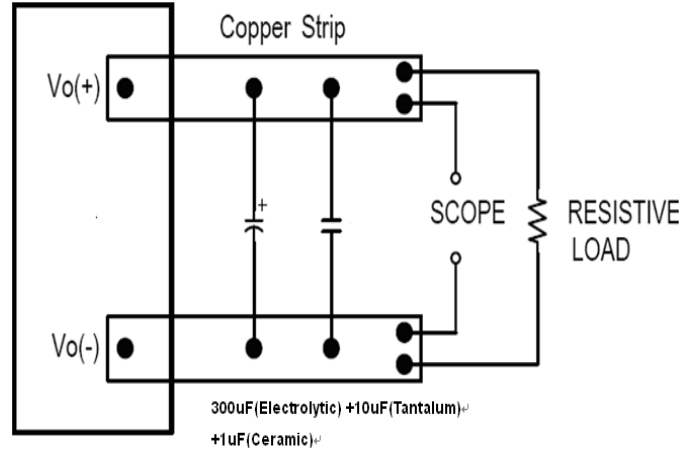 Copper Strip
Vo(+)
+
SCOPE
RESISTIVE
LOAD
Vo(-)
300uF(Electrolytic) +10uF(Tantalum)↵
+1uF(Ceramic)↵